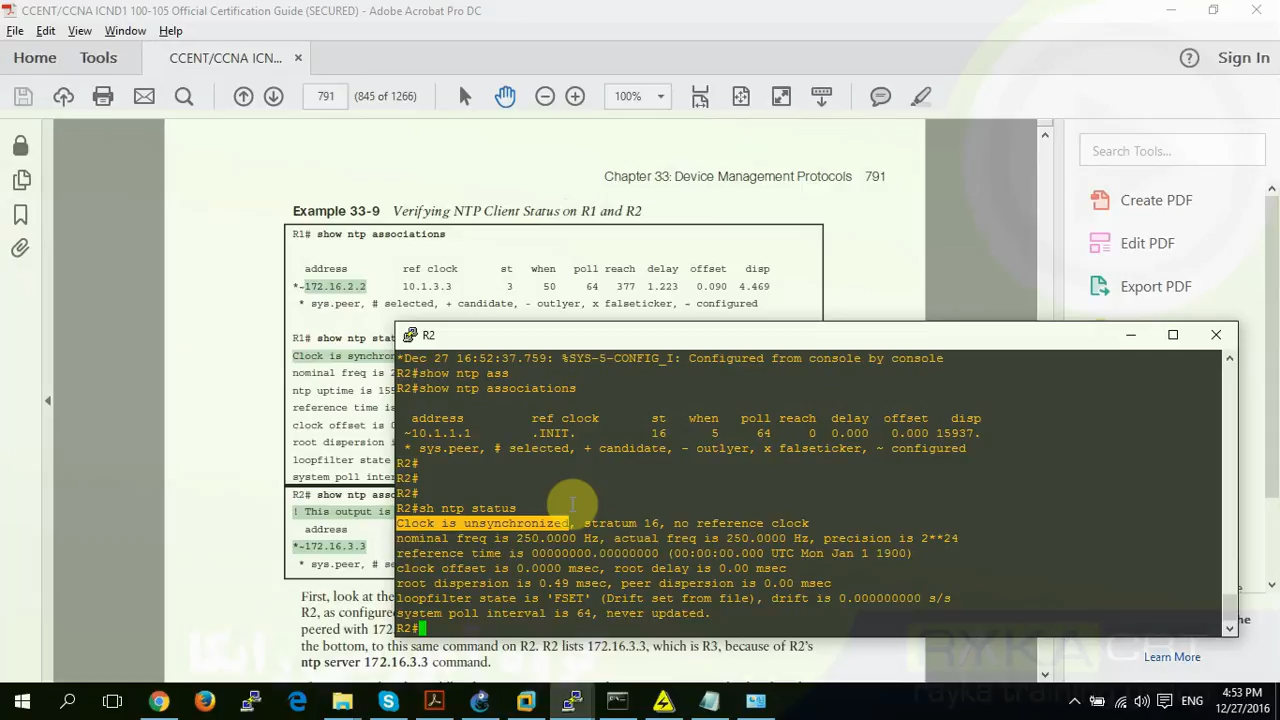 CCENT/CCNA ICND1 100-105 Official Certification Guide (SECURED) - Adobe Acrobat Pro DC
File Edit View Window Help
Home Tools CCENT/CCNA ICN... × Sign In
791 (845 of 1266) 100%
Search Tools...
Create PDF
Edit PDF
Export PDF
Chapter 33: Device Management Protocols 791
Example 33-9 Verifying NTP Client Status on R1 and R2
R1# show ntp associations
address ref clock st when poll reach delay offset disp
*~172.16.2.2 10.1.3.3 3 50 64 377 1.223 0.090 4.469
* sys.peer, # selected, + candidate, - outlyer, x falseticker, ~ configured
R1# show ntp stat
Clock is synchron
nominal freq is 2
ntp uptime is 155
reference time is
clock offset is 0
root dispersion i
loopfilter state
system poll inter
R2# show ntp asso
! This output is
address
*~172.16.3.3
* sys.peer, #
First, look at the
R2, as configured
peered with 172.
the bottom, to this same command on R2. R2 lists 172.16.3.3, which is R3, because of R2's
ntp server 172.16.3.3 command.
R2
*Dec 27 16:52:37.759: %SYS-5-CONFIG_I: Configured from console by console
R2#show ntp ass
R2#show ntp associations
address ref clock st when poll reach delay offset disp
~10.1.1.1 .INIT. 16 5 64 0 0.000 0.000 15937.
* sys.peer, # selected, + candidate, - outlyer, x falseticker, ~ configured
R2#
R2#
R2#
R2#sh ntp status
Clock is unsynchronized, stratum 16, no reference clock
nominal freq is 250.0000 Hz, actual freq is 250.0000 Hz, precision is 2**24
reference time is 00000000.00000000 (00:00:00.000 UTC Mon Jan 1 1900)
clock offset is 0.0000 msec, root delay is 0.00 msec
root dispersion is 0.49 msec, peer dispersion is 0.00 msec
loopfilter state is 'FSET' (Drift set from file), drift is 0.000000000 s/s
system poll interval is 64, never updated.
R2#
Learn More
ENG
4:53 PM
12/27/2016